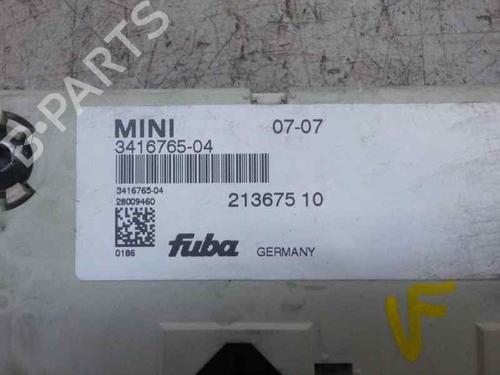 MINI 07-07
3416765-04
3416765-04
28009460
213675 10
0186
fuba GERMANY
VF
B-PARTS